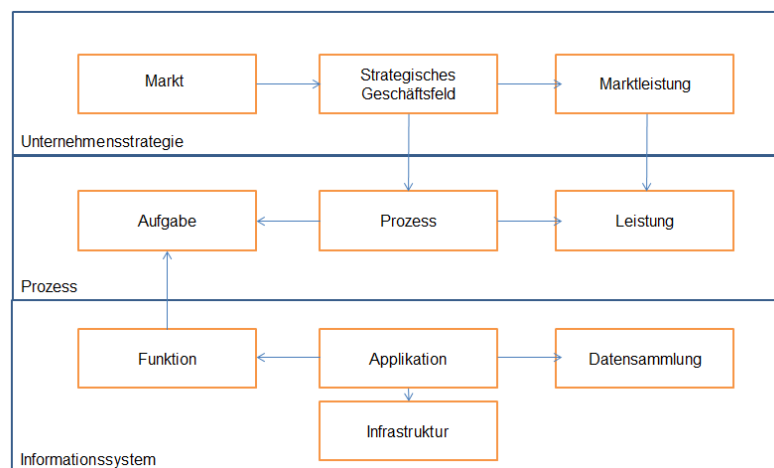 Markt
Strategisches
Geschäftsfeld
Marktleistung
Unternehmensstrategie
Aufgabe
Prozess
Leistung
Prozess
Funktion
Applikation
Datensammlung
Infrastruktur
Informationssystem